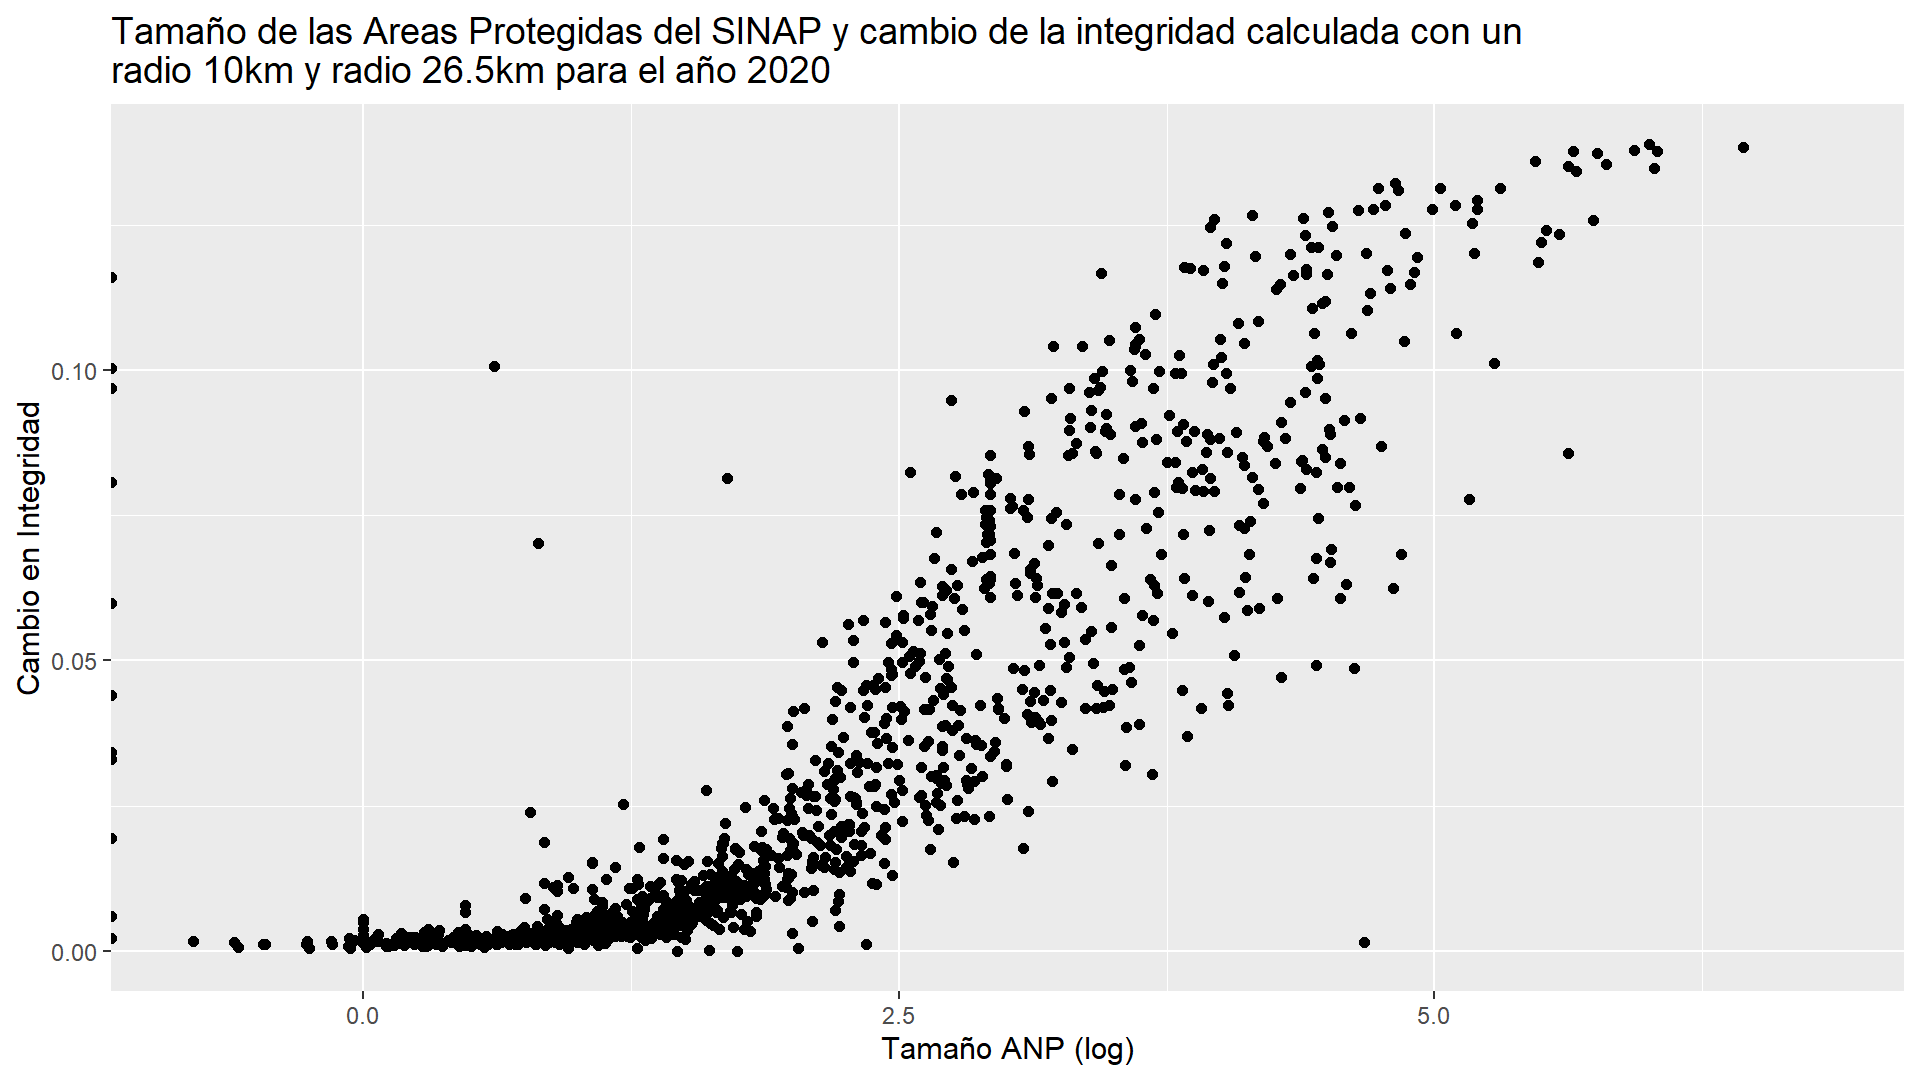 Tamaño de las Areas Protegidas del SINAP y cambio de la integridad calculada con un
radio 10km y radio 26.5km para el año 2020
Cambio en Integridad
0.10
0.05
0.00
0.0
2.5
5.0
Tamaño ANP (log)